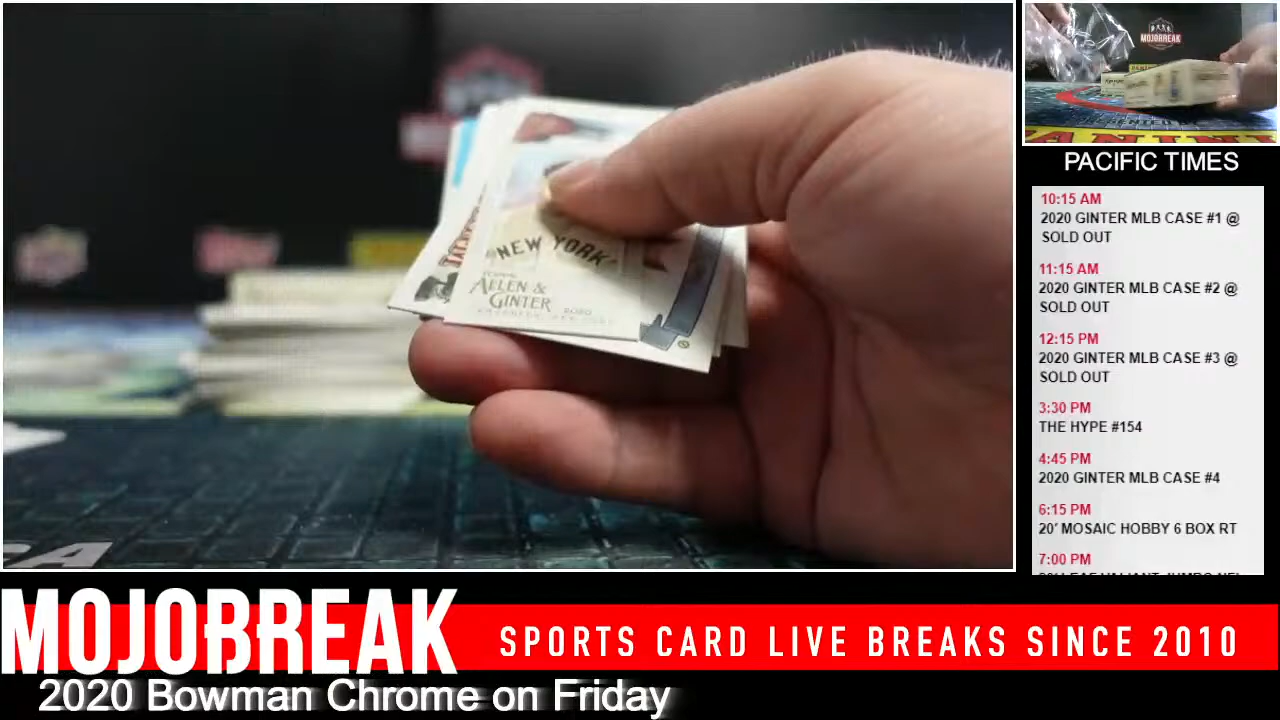 NEW YORK
TOPPS
ALLEN &
GINTER
2020
MOJOBREAK
PACIFIC TIMES
10:15 AM
2020 GINTER MLB CASE #1 @
SOLD OUT
11:15 AM
2020 GINTER MLB CASE #2 @
SOLD OUT
12:15 PM
2020 GINTER MLB CASE #3 @
SOLD OUT
3:30 PM
THE HYPE #154
4:45 PM
2020 GINTER MLB CASE #4
6:15 PM
20' MOSAIC HOBBY 6 BOX RT
7:00 PM
MOJOBREAK
SPORTS CARD LIVE BREAKS SINCE 2010
2020 Bowman Chrome on Friday